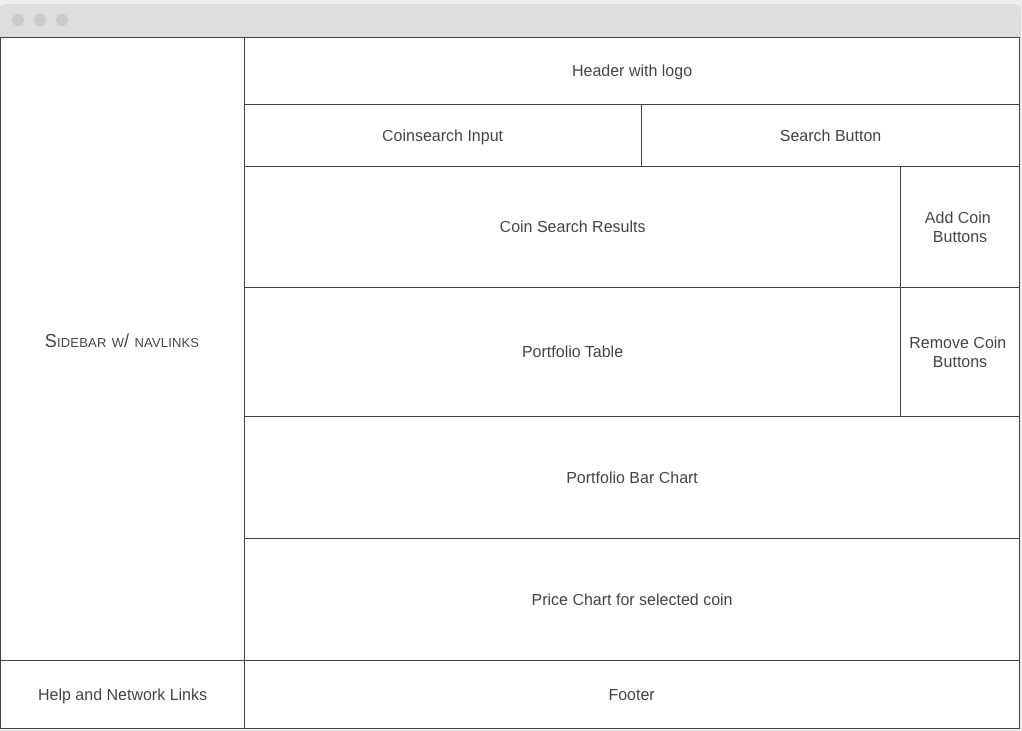 Header with logo
Coinsearch Input
Search Button
Coin Search Results
Add Coin
Buttons
Sidebar w/ navlinks
Portfolio Table
Remove Coin
Buttons
Portfolio Bar Chart
Price Chart for selected coin
Help and Network Links
Footer